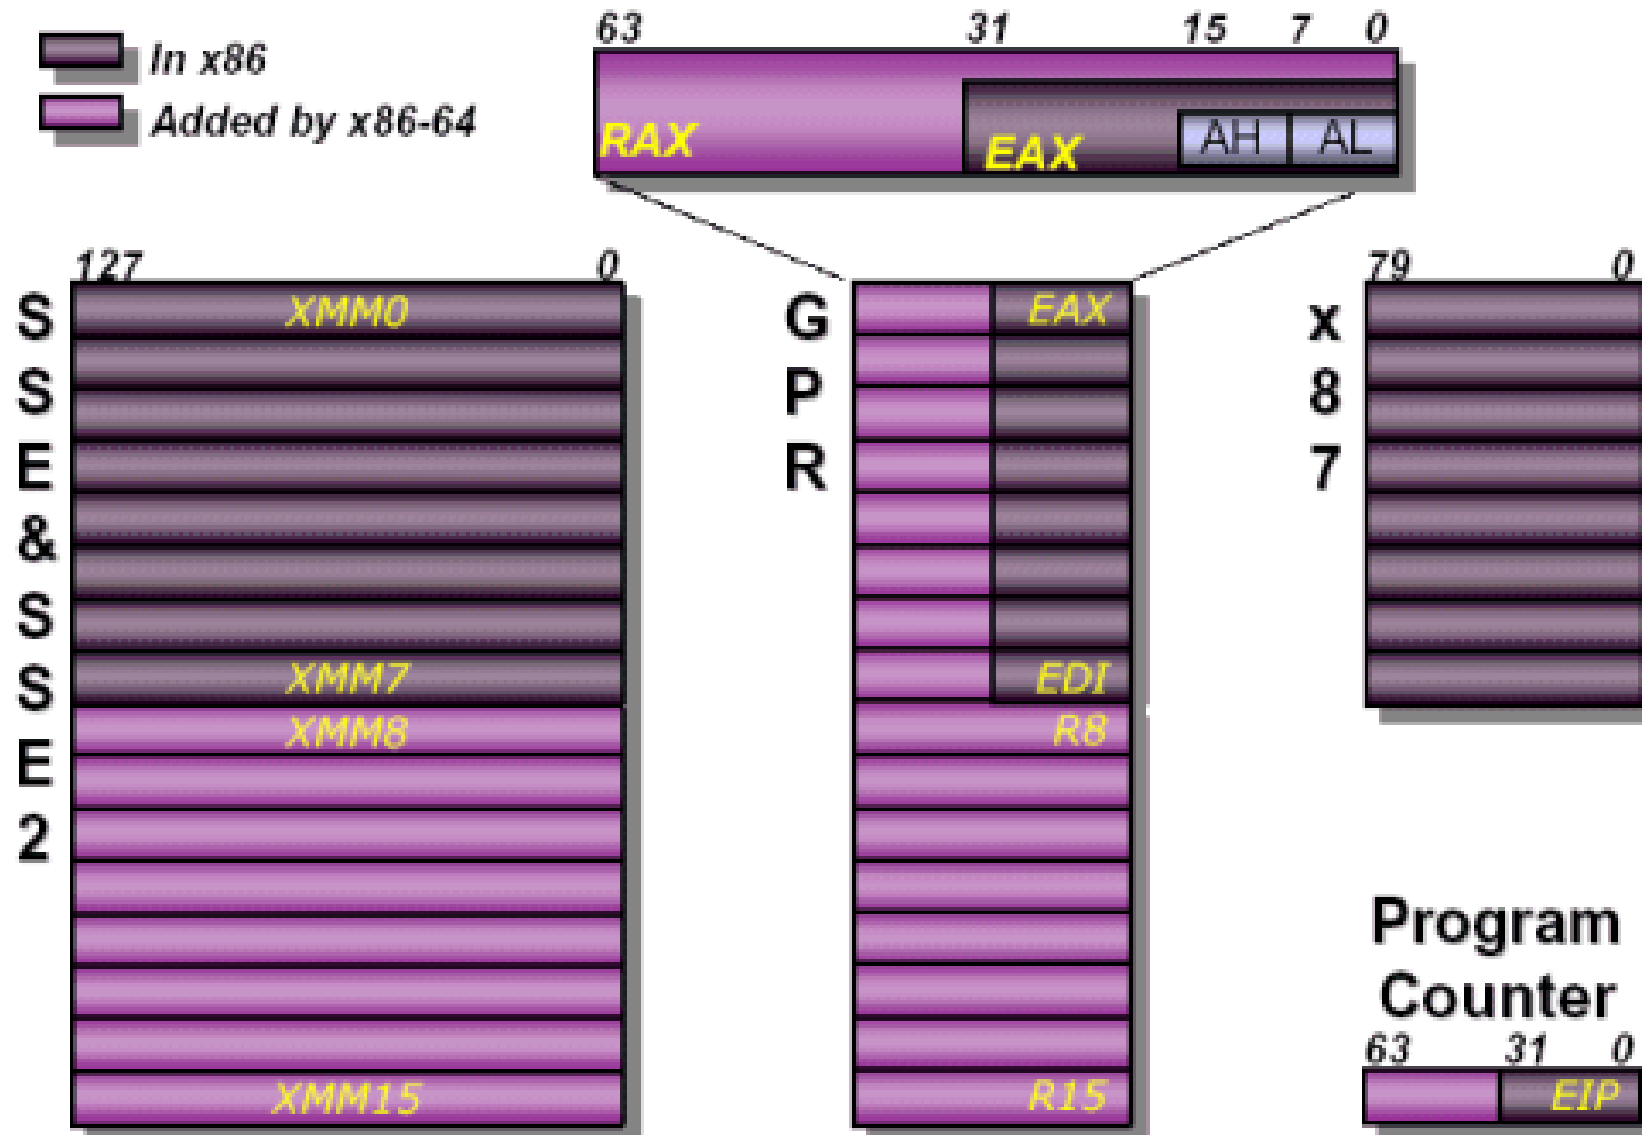 In x86
Added by x86-64
63 31 15 7 0
RAX
EAX
AH
AL
127 0
S
S
E
&
S
S
E
2
XMM0
XMM7
XMM8
XMM15
G
P
R
EAX
EDI
R8
R15
79 0
x
8
7
Program
Counter
63 31 0
EIP